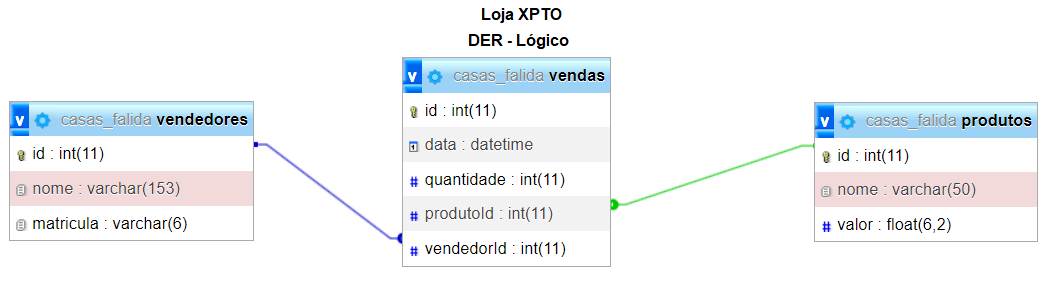 Loja XPTO
DER - Lógico
v casas_falida vendedores
id : int(11)
nome : varchar(153)
matricula : varchar(6)
v casas_falida vendas
id : int(11)
data : datetime
quantidade : int(11)
produtoId : int(11)
vendedorId : int(11)
v casas_falida produtos
id : int(11)
nome : varchar(50)
valor : float(6,2)